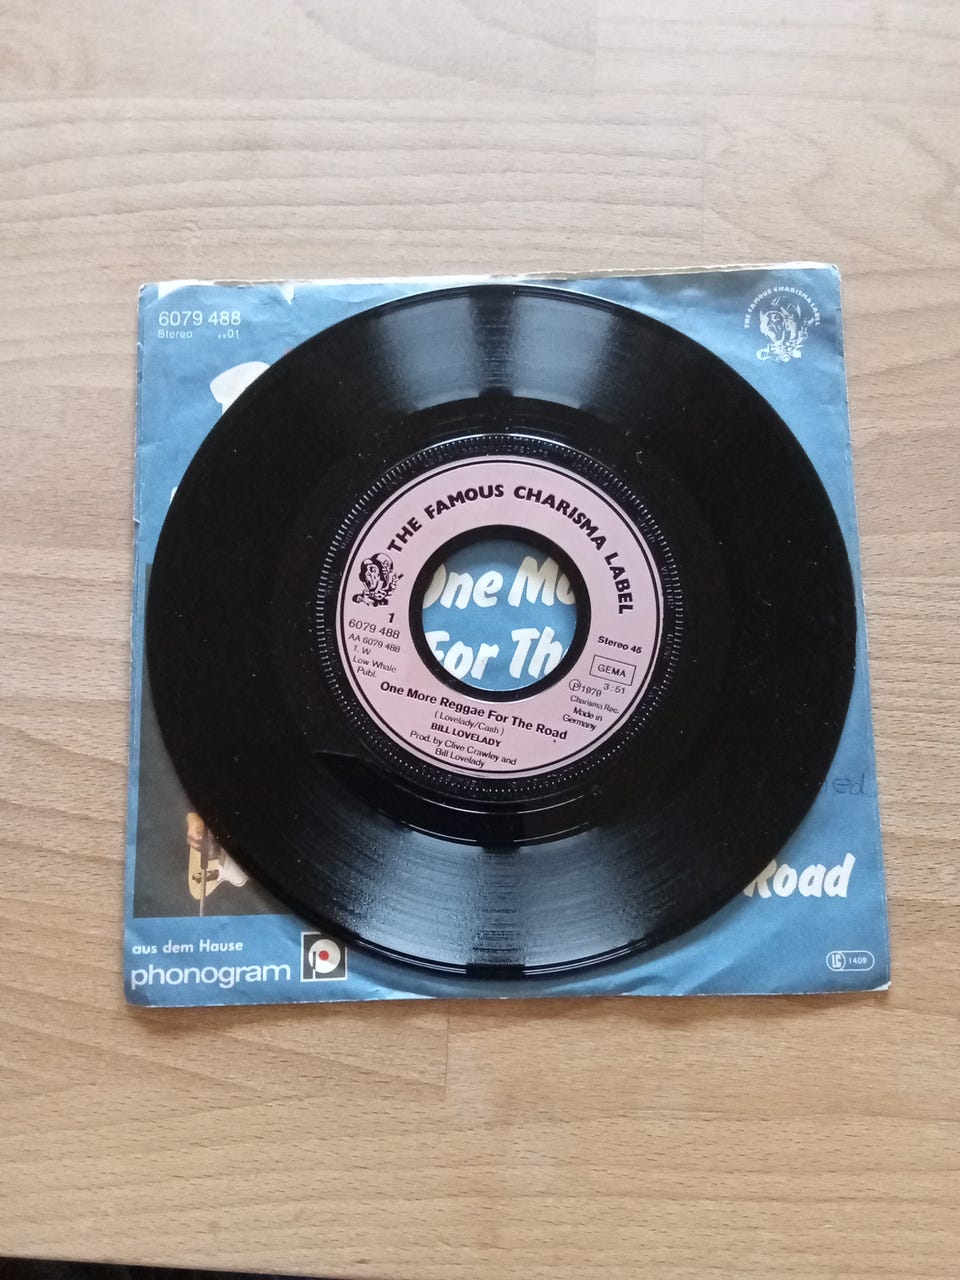 6079 488
Stereo ..01
THE FAMOUS CHARISMA LABEL
THE FAMOUS CHARISMA LABEL
1
6079 488
AA 6079 488
1. W
Low Whale
Publ.
Stereo 45
GEMA
3:51
Ⓟ 1979
Charisma Rec.
Made in
Germany
One More Reggae For The Road
( Lovelady/Cash )
BILL LOVELADY
Prod. by Clive Crawley and
Bill Lovelady
One Mo
For Th
Road
aus dem Hause
phonogram
LC 1409